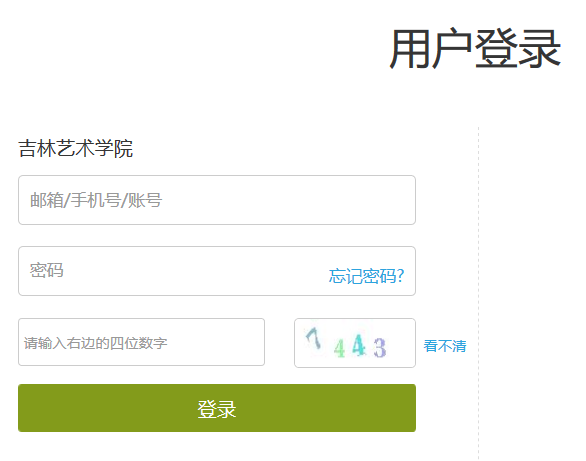 用户登录
吉林艺术学院
邮箱/手机号/账号
密码
忘记密码?
请输入右边的四位数字
7443
看不清
登录